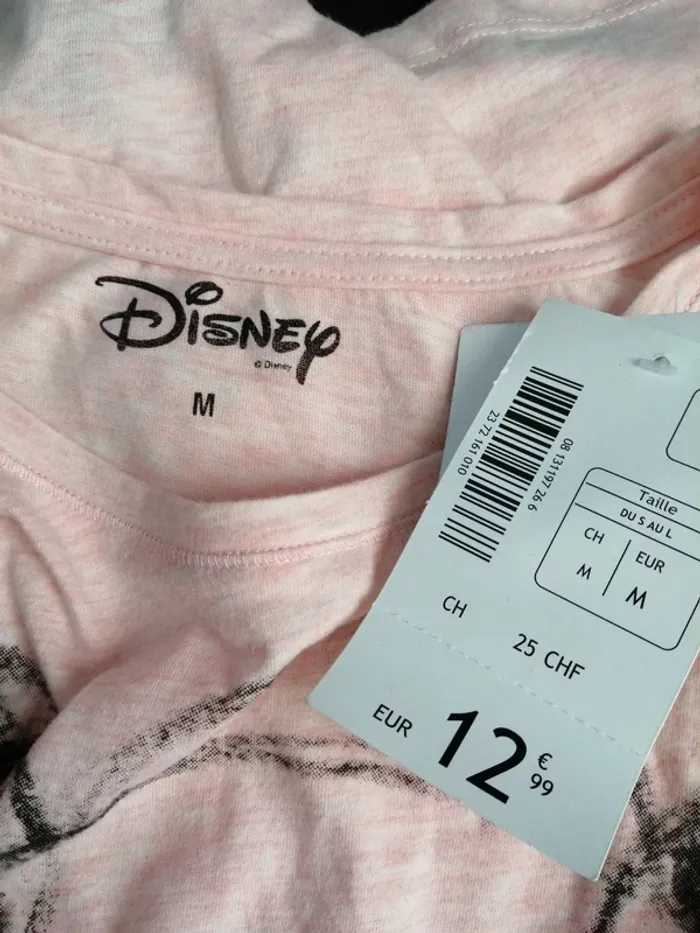 DISNEY
© Disney
M
23 72 161 010
08 131197 26 6
Taille
DU S AU L
CH EUR
M M
CH 25 CHF
EUR 12 €99